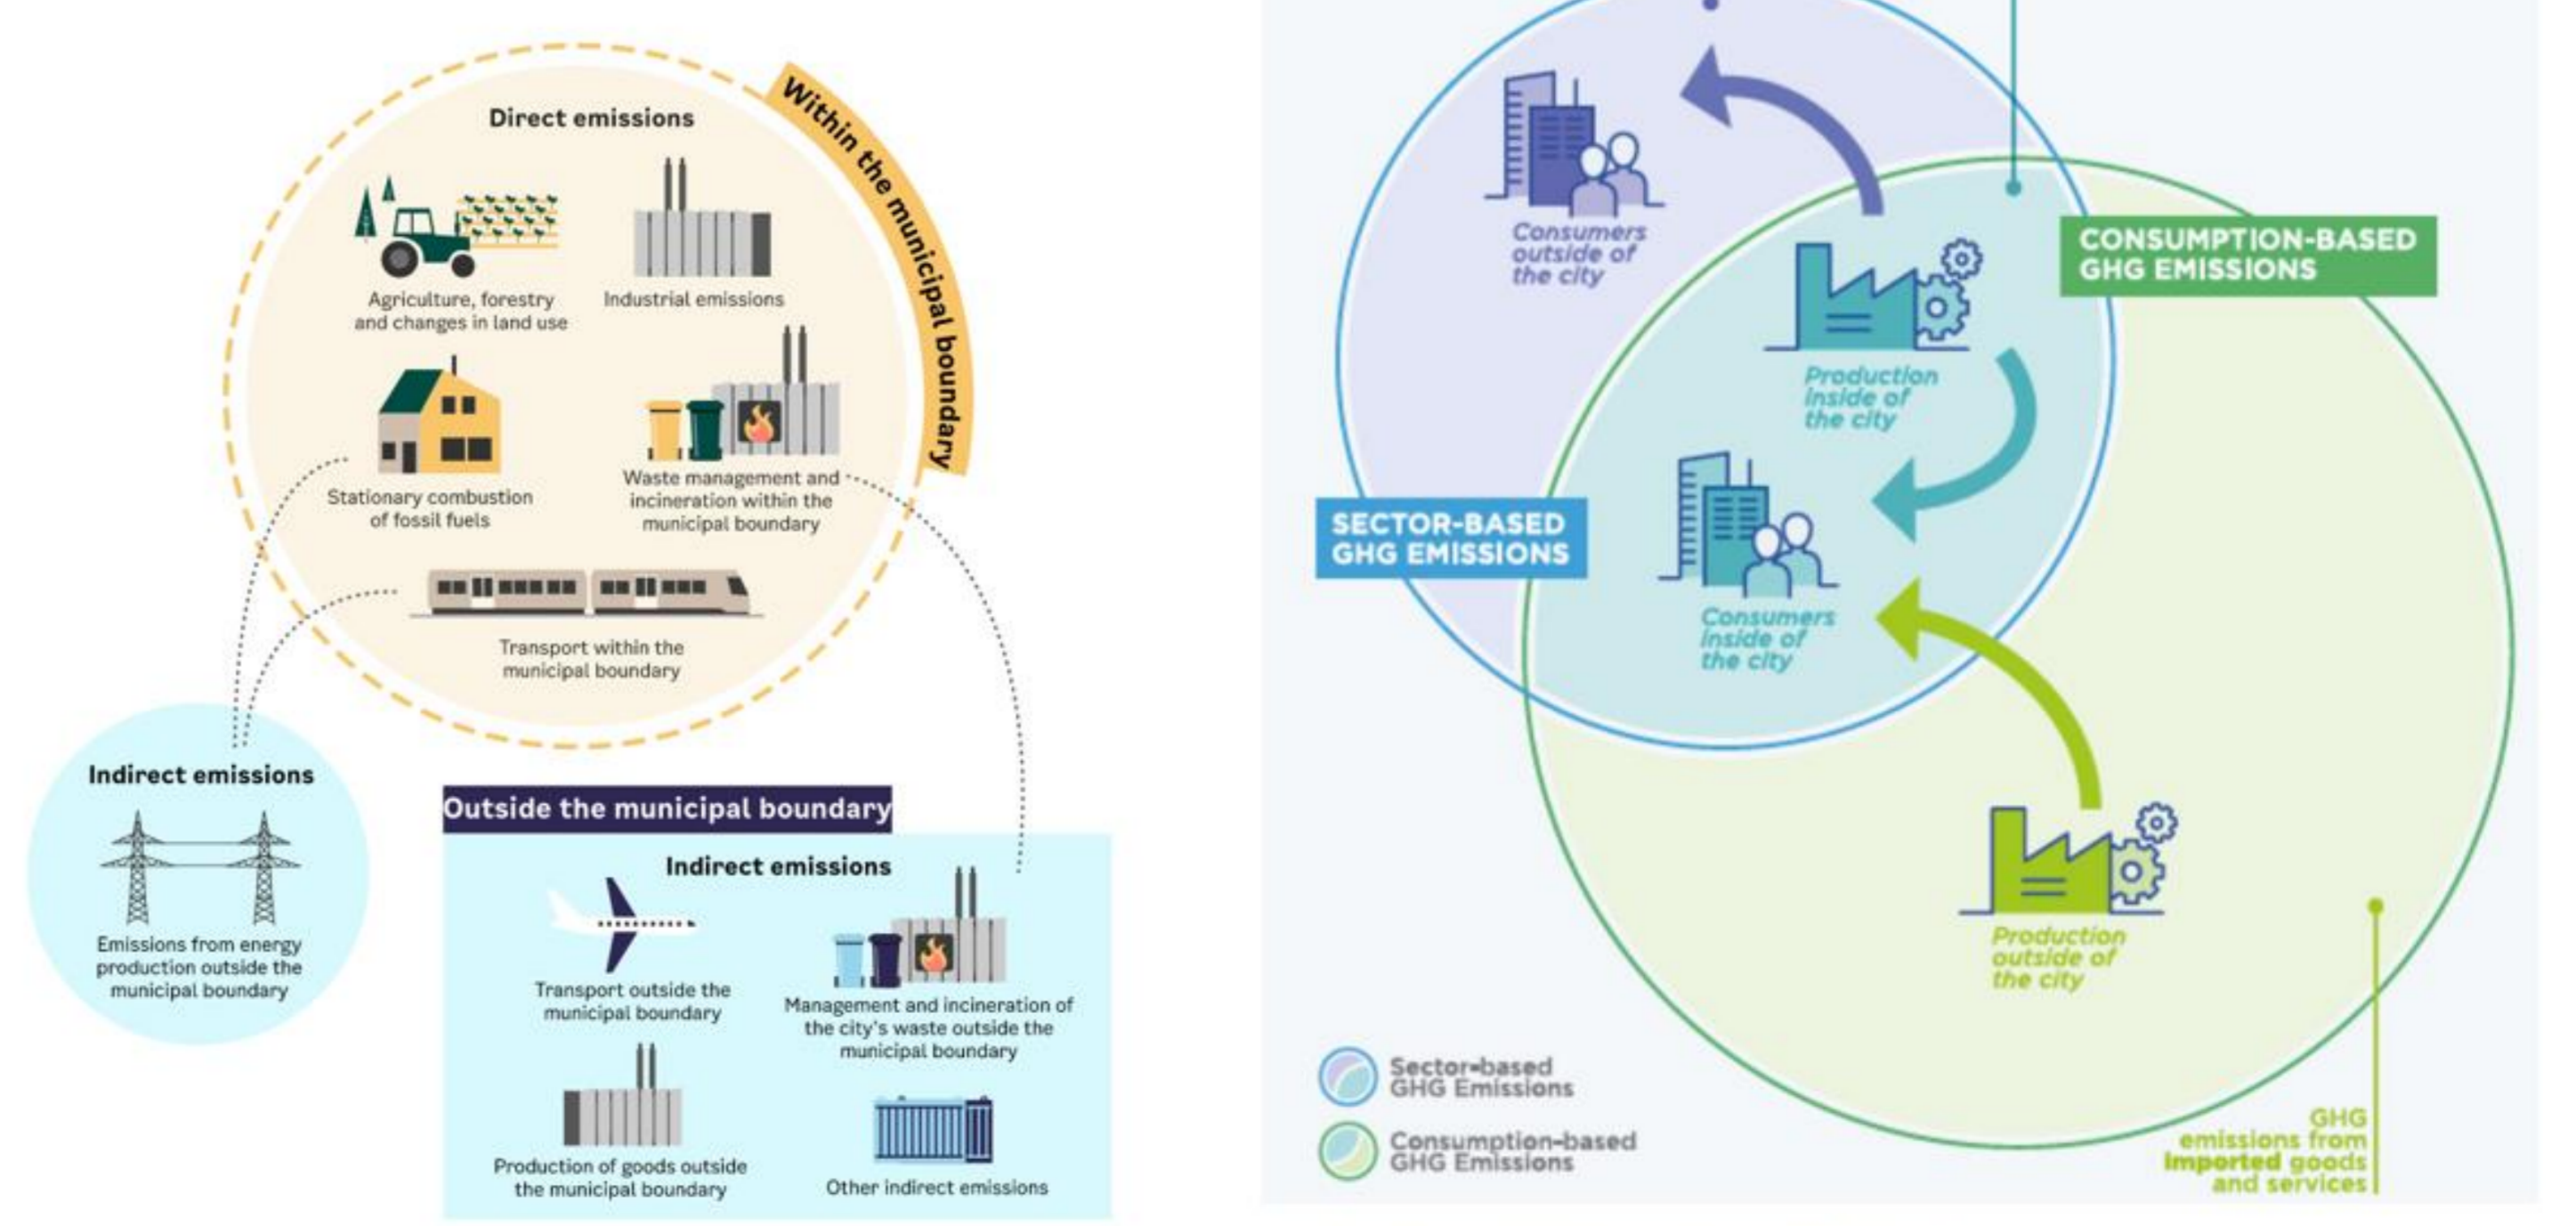 Direct emissions
Within the municipal boundary
Agriculture, forestry
and changes in land use
Industrial emissions
Stationary combustion
of fossil fuels
Waste management and
incineration within the
municipal boundary
Transport within the
municipal boundary
Indirect emissions
Emissions from energy
production outside the
municipal boundary
Outside the municipal boundary
Indirect emissions
Transport outside the
municipal boundary
Management and incineration of
the city's waste outside the
municipal boundary
Production of goods outside
the municipal boundary
Other indirect emissions
Consumers
outside of
the city
CONSUMPTION-BASED
GHG EMISSIONS
Production
inside of
the city
SECTOR-BASED
GHG EMISSIONS
Consumers
inside of
the city
Production
outside of
the city
Sector-based
GHG Emissions
Consumption-based
GHG Emissions
GHG
emissions from
imported goods
and services